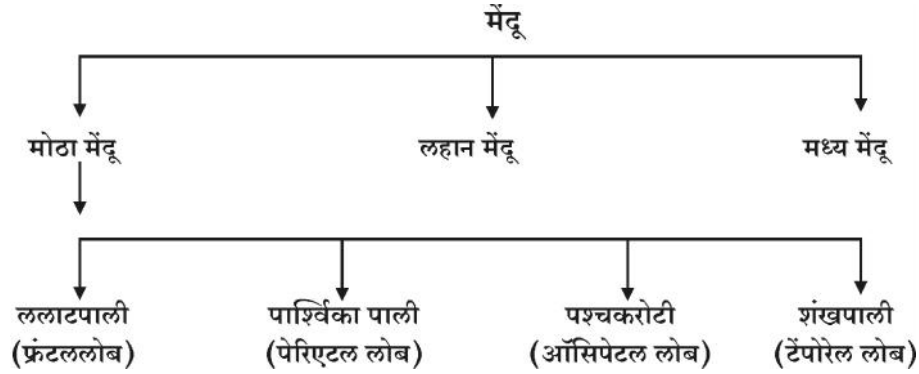 मेंदू
मोठा मेंदू लहान मेंदू मध्य मेंदू
ललाटपाली पार्श्विका पाली पश्चकरोटी शंखपाली
(फ्रंटललोब) (पेरिएटल लोब) (ऑसिपेटल लोब) (टेंपोरेल लोब)